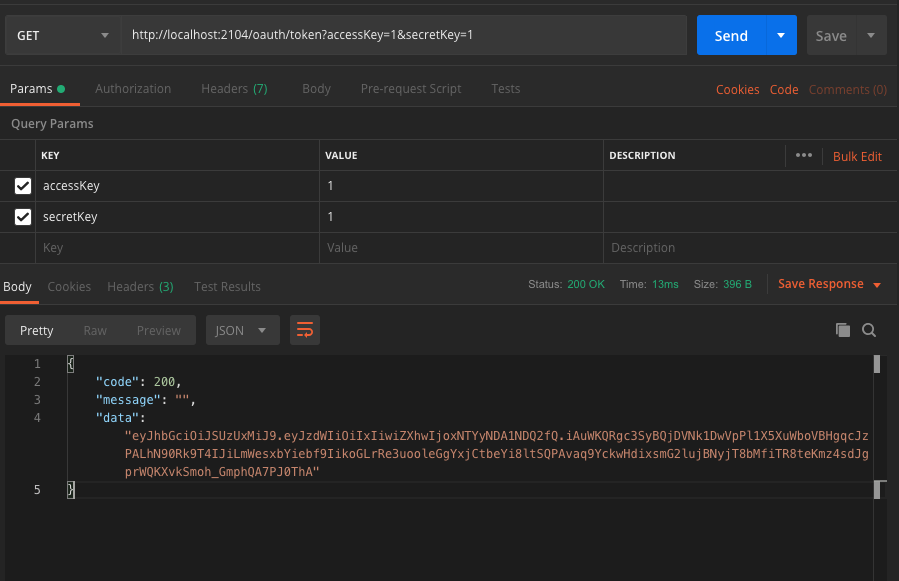 GET http://localhost:2104/oauth/token?accessKey=1&secretKey=1 Send Save
Params Authorization Headers (7) Body Pre-request Script Tests Cookies Code Comments (0)
Query Params
KEY VALUE DESCRIPTION ••• Bulk Edit
accessKey 1
secretKey 1
Key Value Description
Body Cookies Headers (3) Test Results Status: 200 OK Time: 13ms Size: 396 B Save Response
Pretty Raw Preview JSON
1 {
2 "code": 200,
3 "message": "",
4 "data":
"eyJhbGciOiJSUzUxMiJ9.eyJzdWIiOiIxIiwiZXhwIjoxNTYyNDA1NDQ2fQ.iAuWKQRgc3SyBQjDVNk1DwVpPl1X5XuWboVBHgqcJz
PALhN90Rk9T4IJiLmWesxbYiebf9IikoGLrRe3uooleGgYxjCtbeYi8ltSQPAvaq9YckwHdixsmG2lujBNyjT8bMfiTR8teKmz4sdJg
prWQKXvkSmoh_GmphQA7PJ0ThA"
5 }